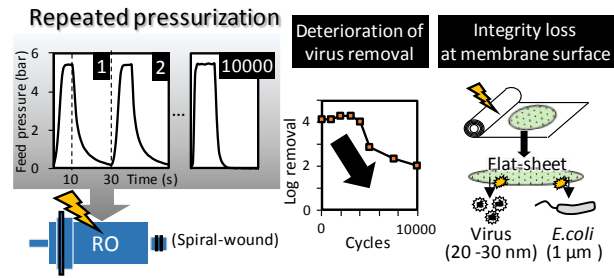 Repeated pressurization
Feed pressure (bar)
6
4
2
0
1
2
...
10000
10
30
Time (s)
RO
(Spiral-wound)
Deterioration of
virus removal
Log removal
6
4
2
0
0
10000
Cycles
Integrity loss
at membrane surface
Flat-sheet
Virus
(20 -30 nm)
E.coli
(1 µm)